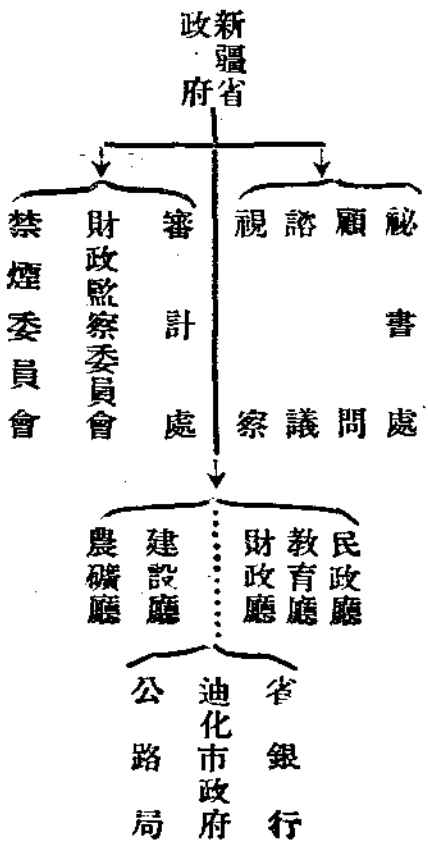 新疆省
政府
祕書處
顧問
諮議
視察
審計處
財政監察委員會
禁煙委員會
民政廳
教育廳
財政廳
建設廳
農礦廳
省銀行
迪化市政府
公路局